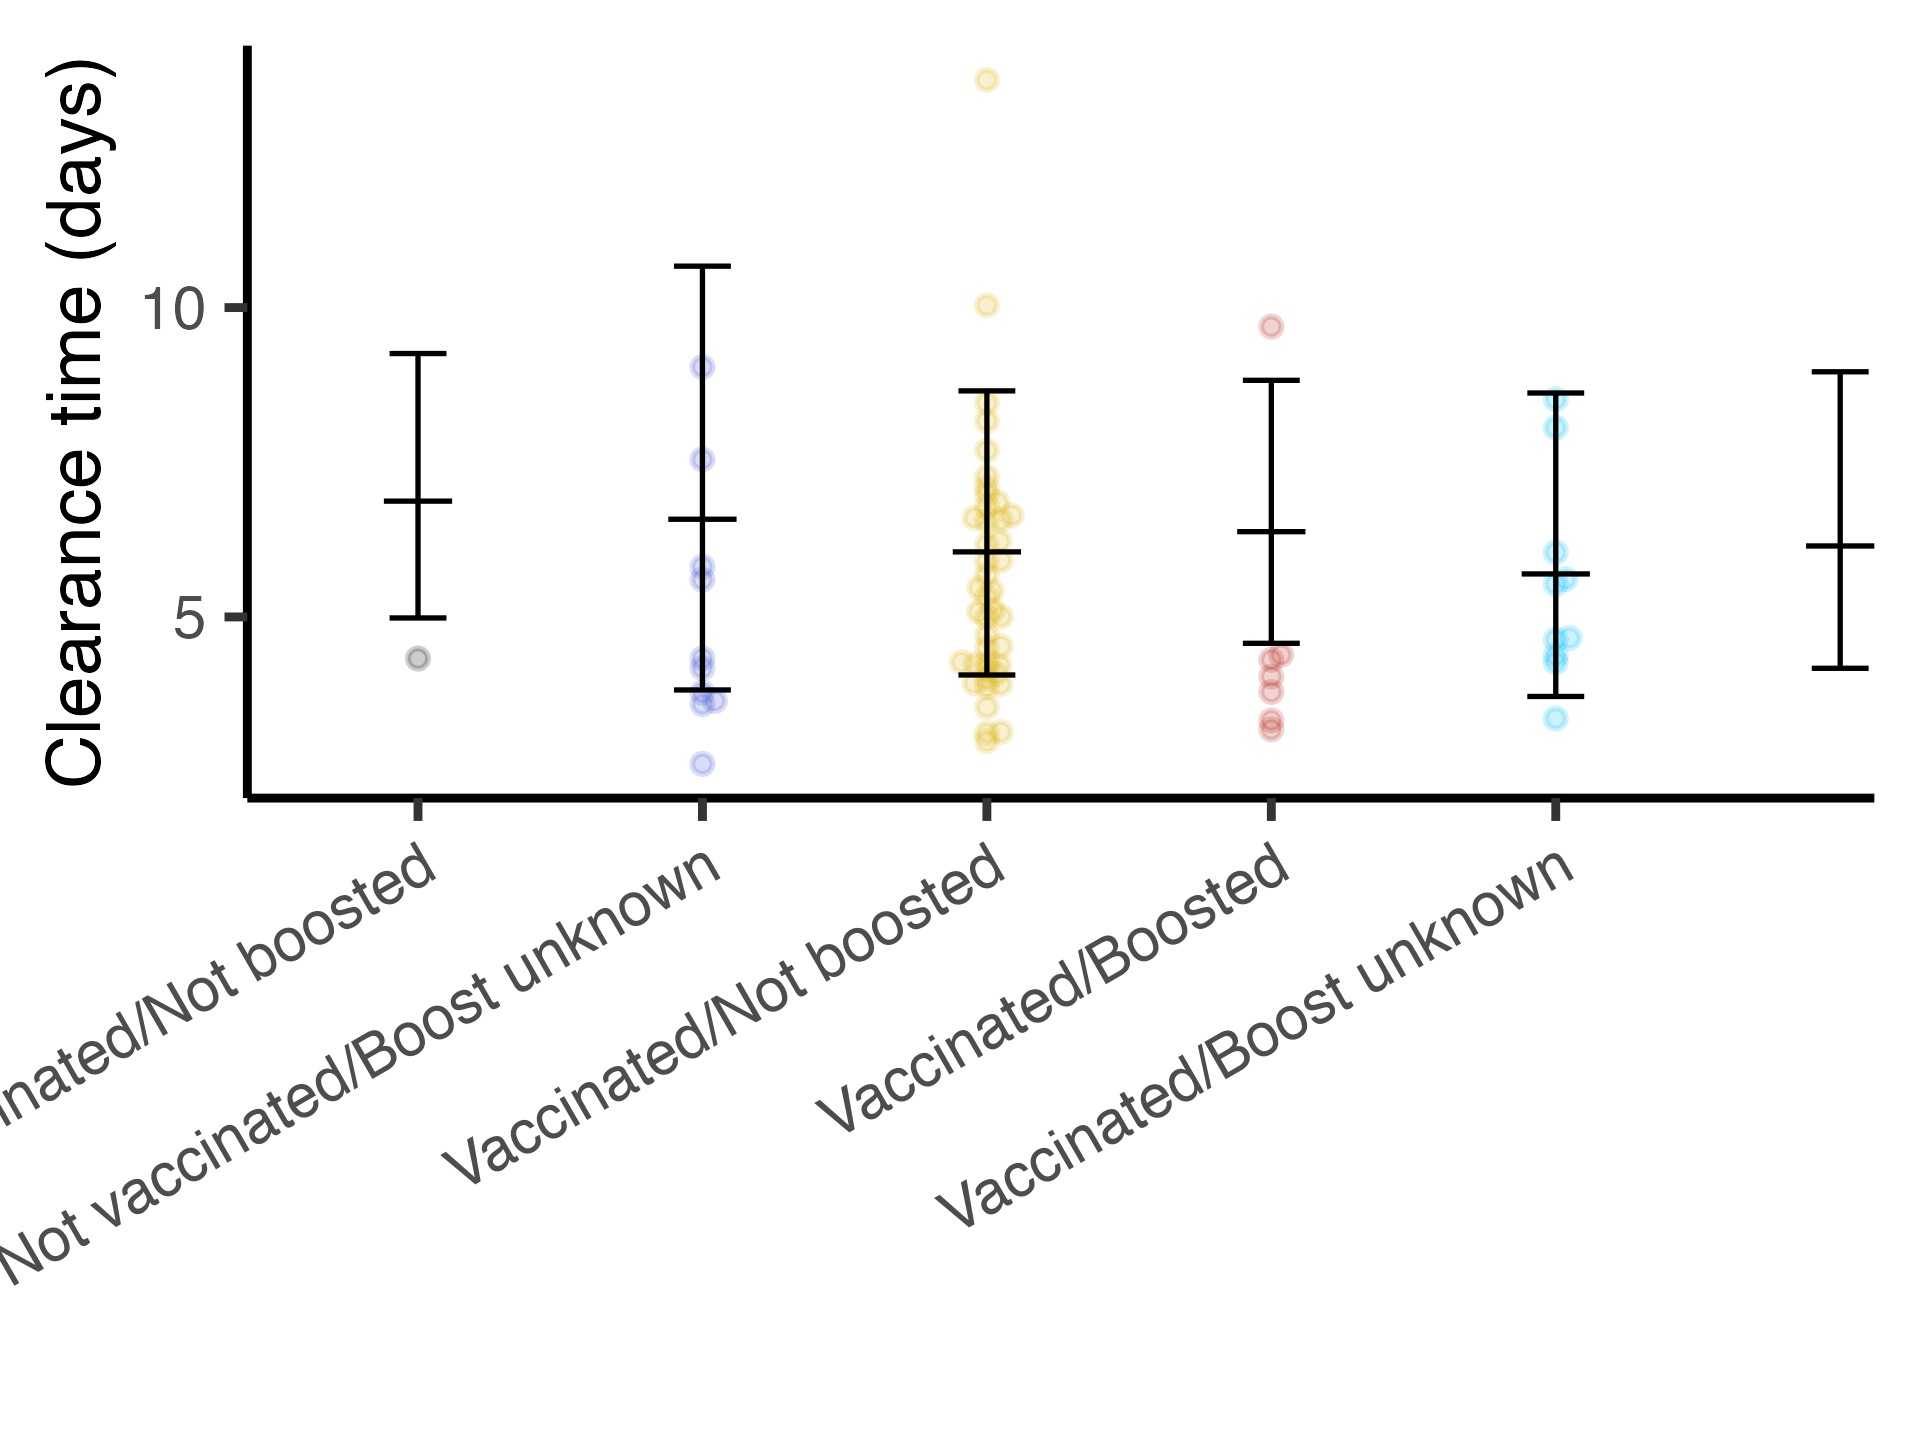 Clearance time (days)
10
5
inated/Not boosted
Not vaccinated/Boost unknown
Vaccinated/Not boosted
Vaccinated/Boosted
Vaccinated/Boost unknown